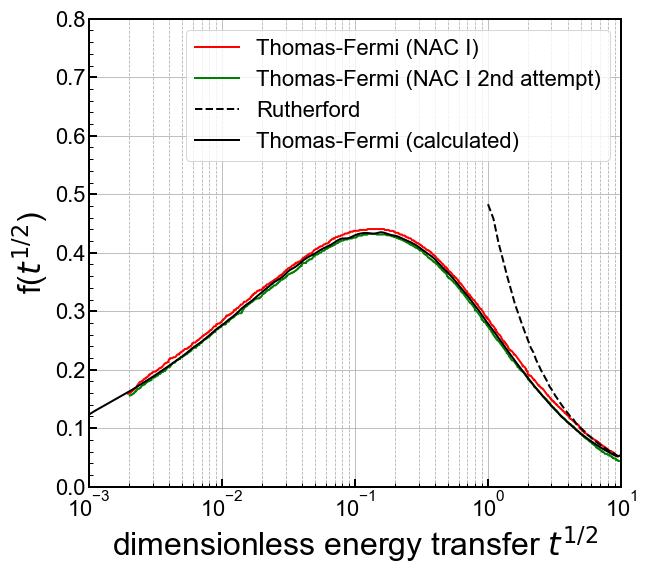 Thomas-Fermi (NAC I)
Thomas-Fermi (NAC I 2nd attempt)
Rutherford
Thomas-Fermi (calculated)
0.8
0.7
0.6
0.5
0.4
0.3
0.2
0.1
0.0
f(t^{1/2})
10^{-3}
10^{-2}
10^{-1}
10^{0}
10^{1}
dimensionless energy transfer t^{1/2}